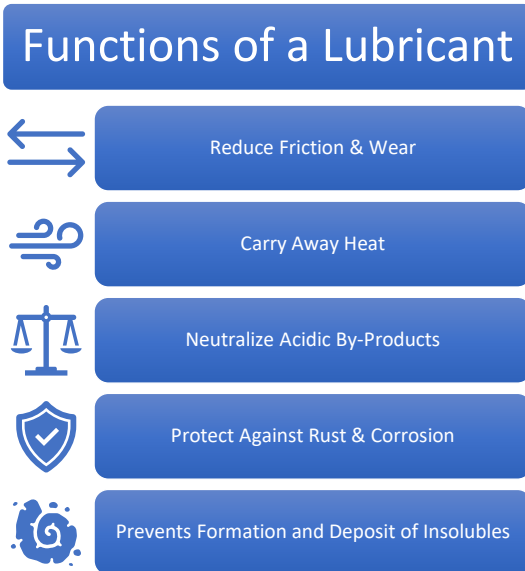 Functions of a Lubricant
Reduce Friction & Wear
Carry Away Heat
Neutralize Acidic By-Products
Protect Against Rust & Corrosion
Prevents Formation and Deposit of Insolubles